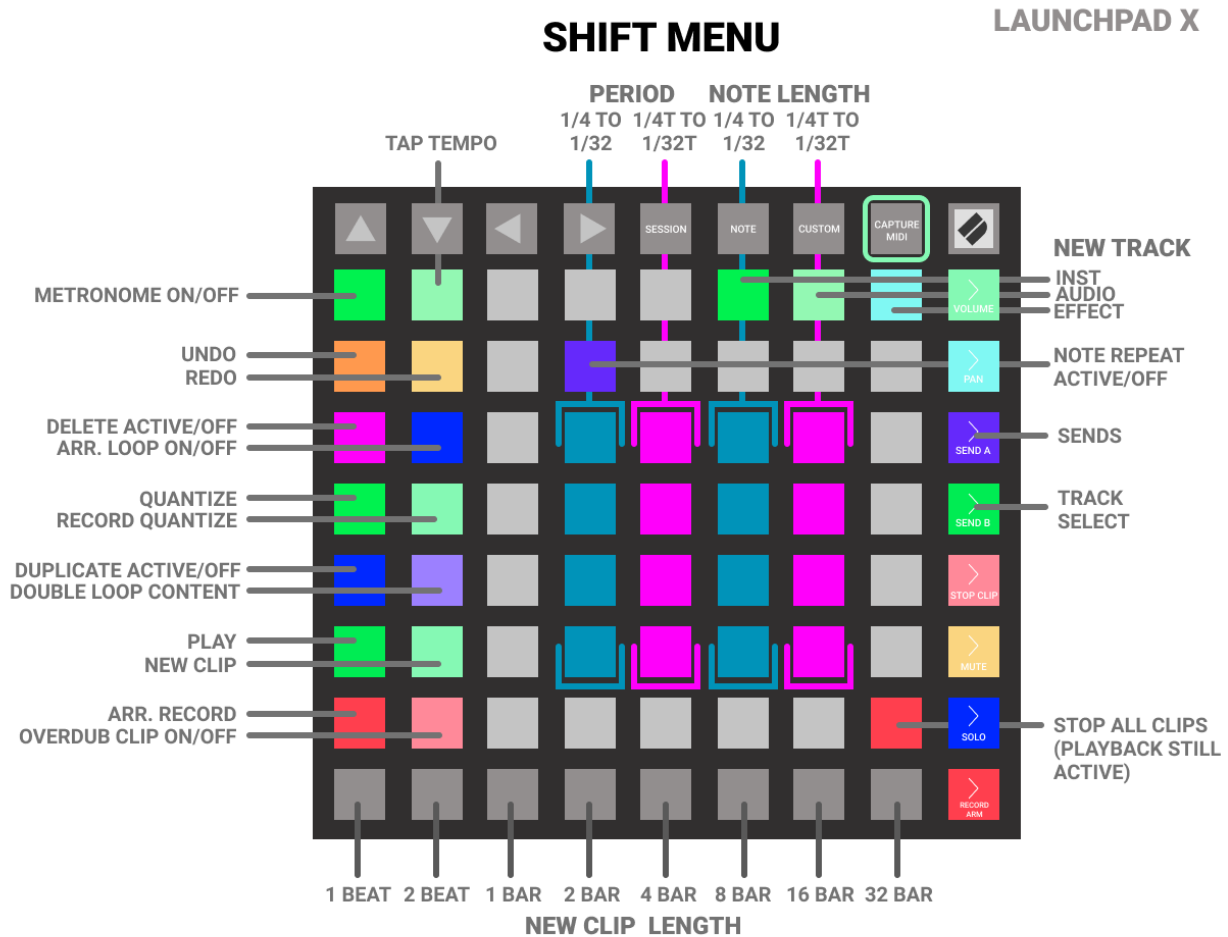 LAUNCHPAD X
SHIFT MENU
PERIOD
NOTE LENGTH
1/4 TO
1/32
1/4T TO
1/32T
1/4 TO
1/32
1/4T TO
1/32T
TAP TEMPO
SESSION
NOTE
CUSTOM
CAPTURE
MIDI
NEW TRACK
INST
AUDIO
EFFECT
METRONOME ON/OFF
VOLUME
UNDO
REDO
PAN
NOTE REPEAT
ACTIVE/OFF
DELETE ACTIVE/OFF
ARR. LOOP ON/OFF
SEND A
SENDS
QUANTIZE
RECORD QUANTIZE
SEND B
TRACK
SELECT
DUPLICATE ACTIVE/OFF
DOUBLE LOOP CONTENT
STOP CLIP
PLAY
NEW CLIP
MUTE
ARR. RECORD
OVERDUB CLIP ON/OFF
SOLO
STOP ALL CLIPS
(PLAYBACK STILL
ACTIVE)
RECORD
ARM
1 BEAT
2 BEAT
1 BAR
2 BAR
4 BAR
8 BAR
16 BAR
32 BAR
NEW CLIP LENGTH